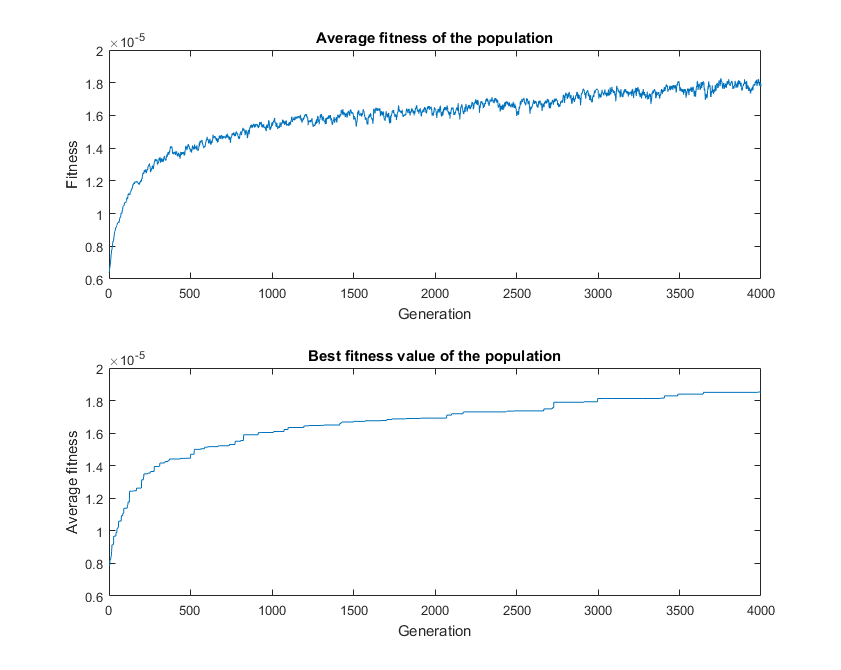 Average fitness of the population
×10-5
2
1.8
1.6
1.4
1.2
1
0.8
0.6
Fitness
0 500 1000 1500 2000 2500 3000 3500 4000
Generation
Best fitness value of the population
×10-5
2
1.8
1.6
1.4
1.2
1
0.8
0.6
Average fitness
0 500 1000 1500 2000 2500 3000 3500 4000
Generation